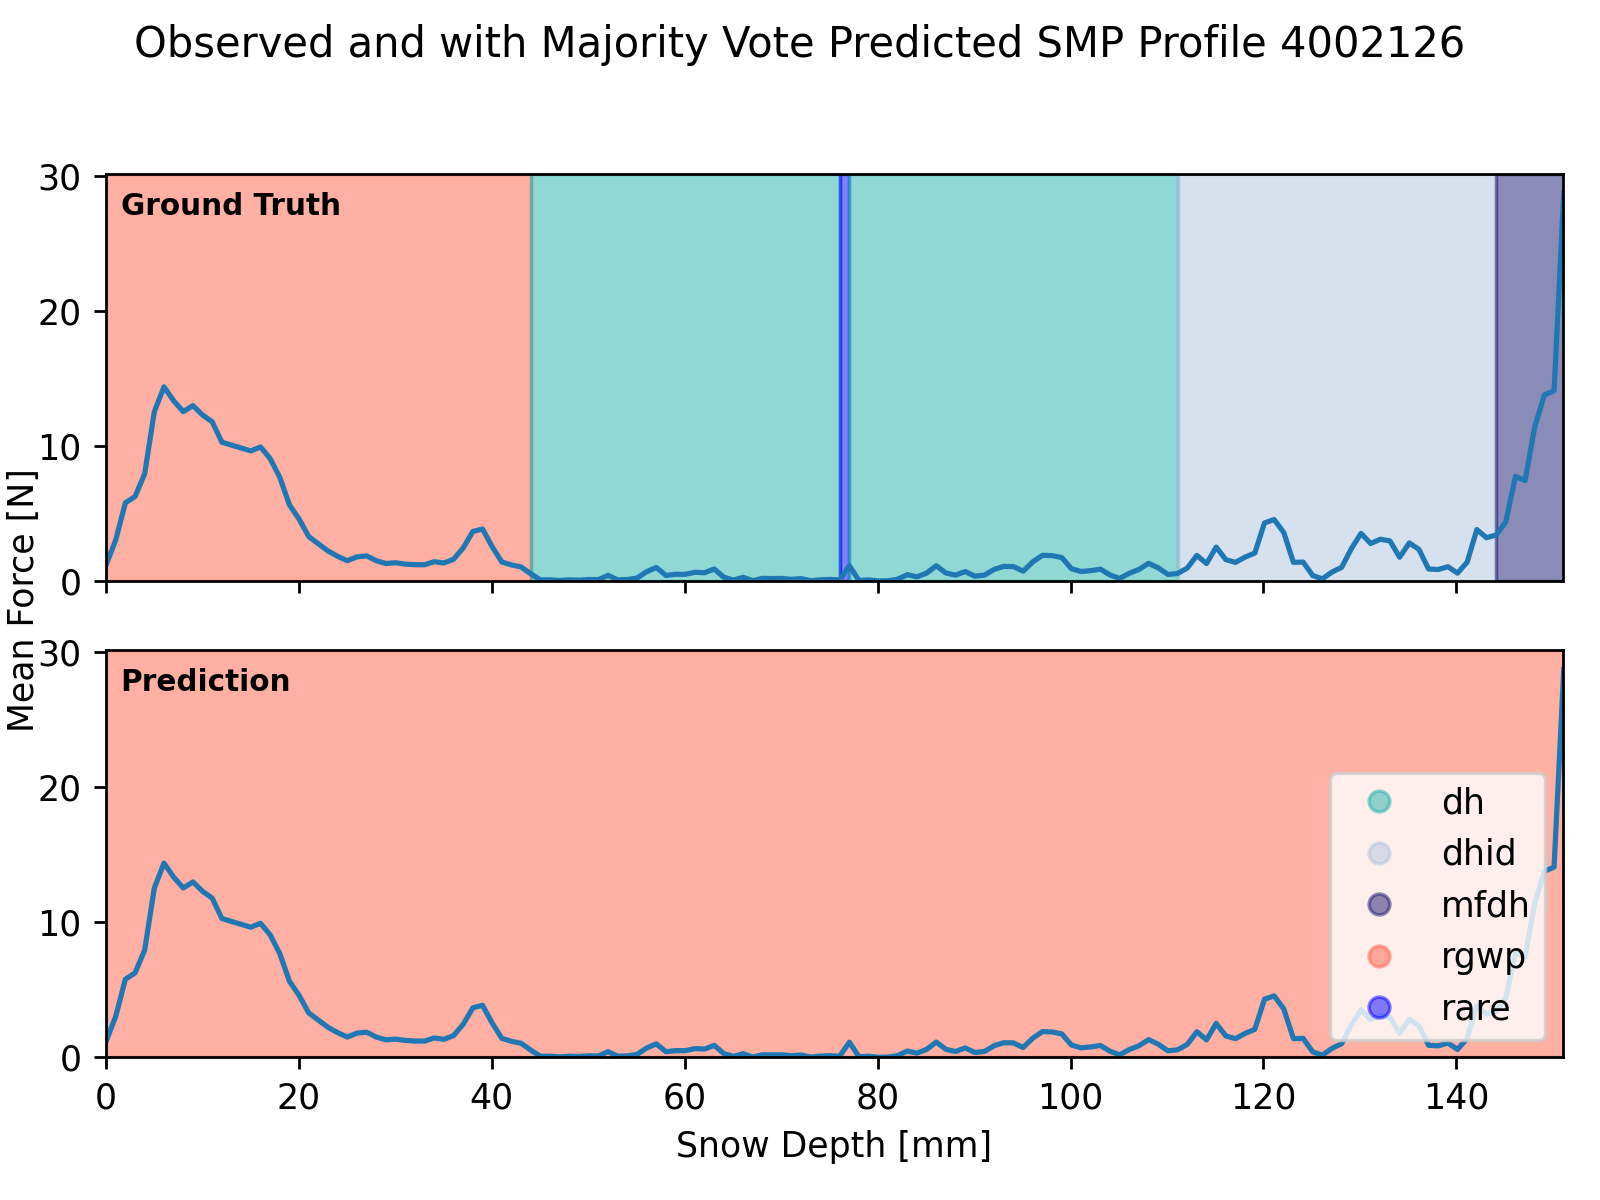 Observed and with Majority Vote Predicted SMP Profile 4002126
30
Ground Truth
20
10
0
Mean Force [N]
30
Prediction
20
10
0
dh
dhid
mfdh
rgwp
rare
0 20 40 60 80 100 120 140
Snow Depth [mm]